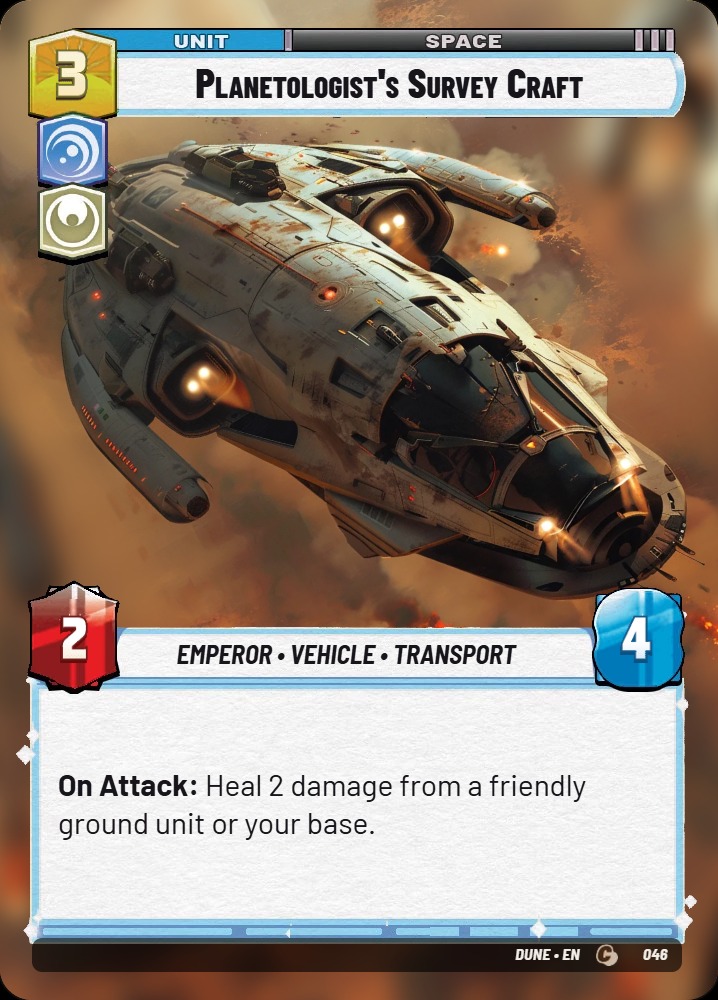 UNIT SPACE
3
PLANETOLOGIST'S SURVEY CRAFT
2
EMPEROR • VEHICLE • TRANSPORT
4
On Attack: Heal 2 damage from a friendly
ground unit or your base.
DUNE • EN C 046